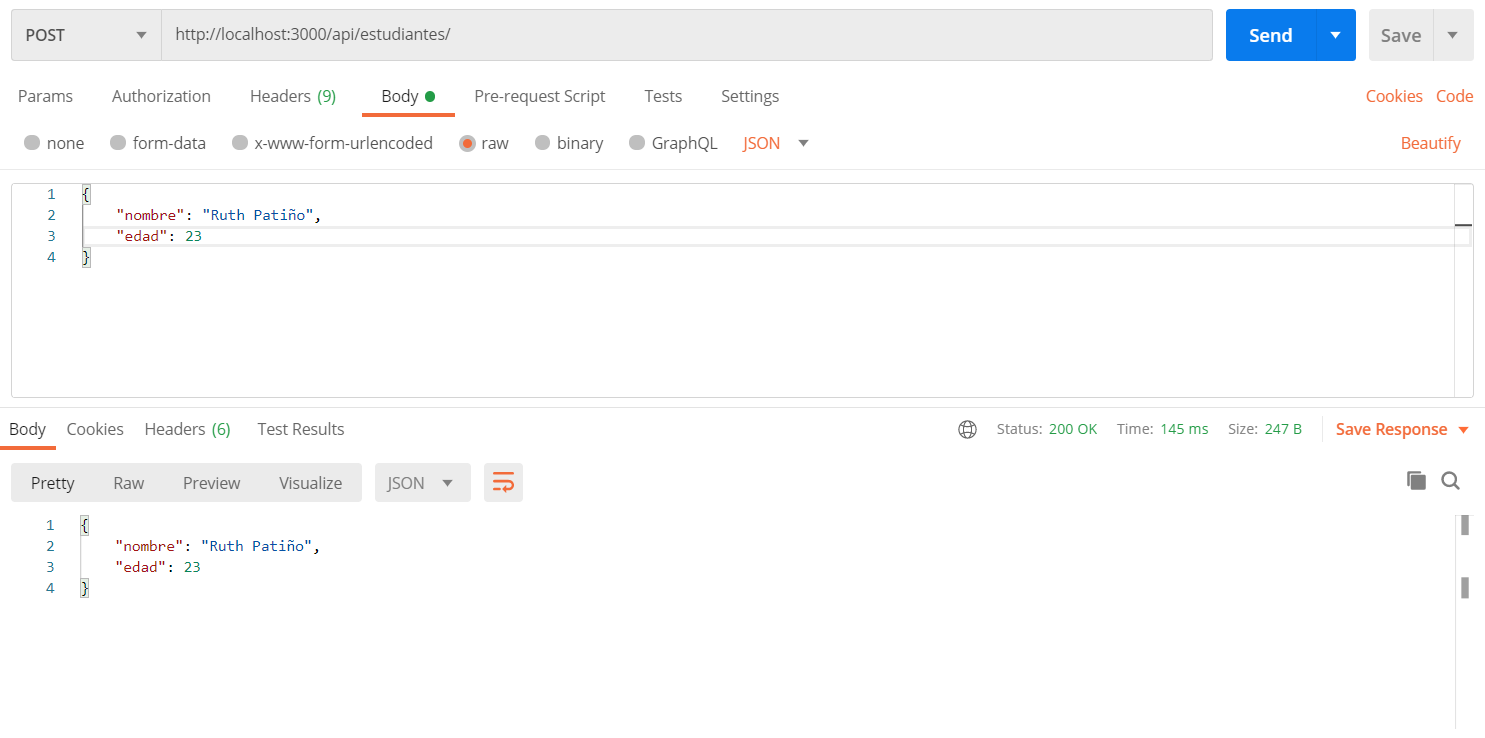 POST http://localhost:3000/api/estudiantes/ Send Save
Params Authorization Headers (9) Body Pre-request Script Tests Settings Cookies Code
none form-data x-www-form-urlencoded raw binary GraphQL JSON Beautify
1 {
2 "nombre": "Ruth Patiño",
3 "edad": 23
4 }
Body Cookies Headers (6) Test Results Status: 200 OK Time: 145 ms Size: 247 B Save Response
Pretty Raw Preview Visualize JSON
1 {
2 "nombre": "Ruth Patiño",
3 "edad": 23
4 }